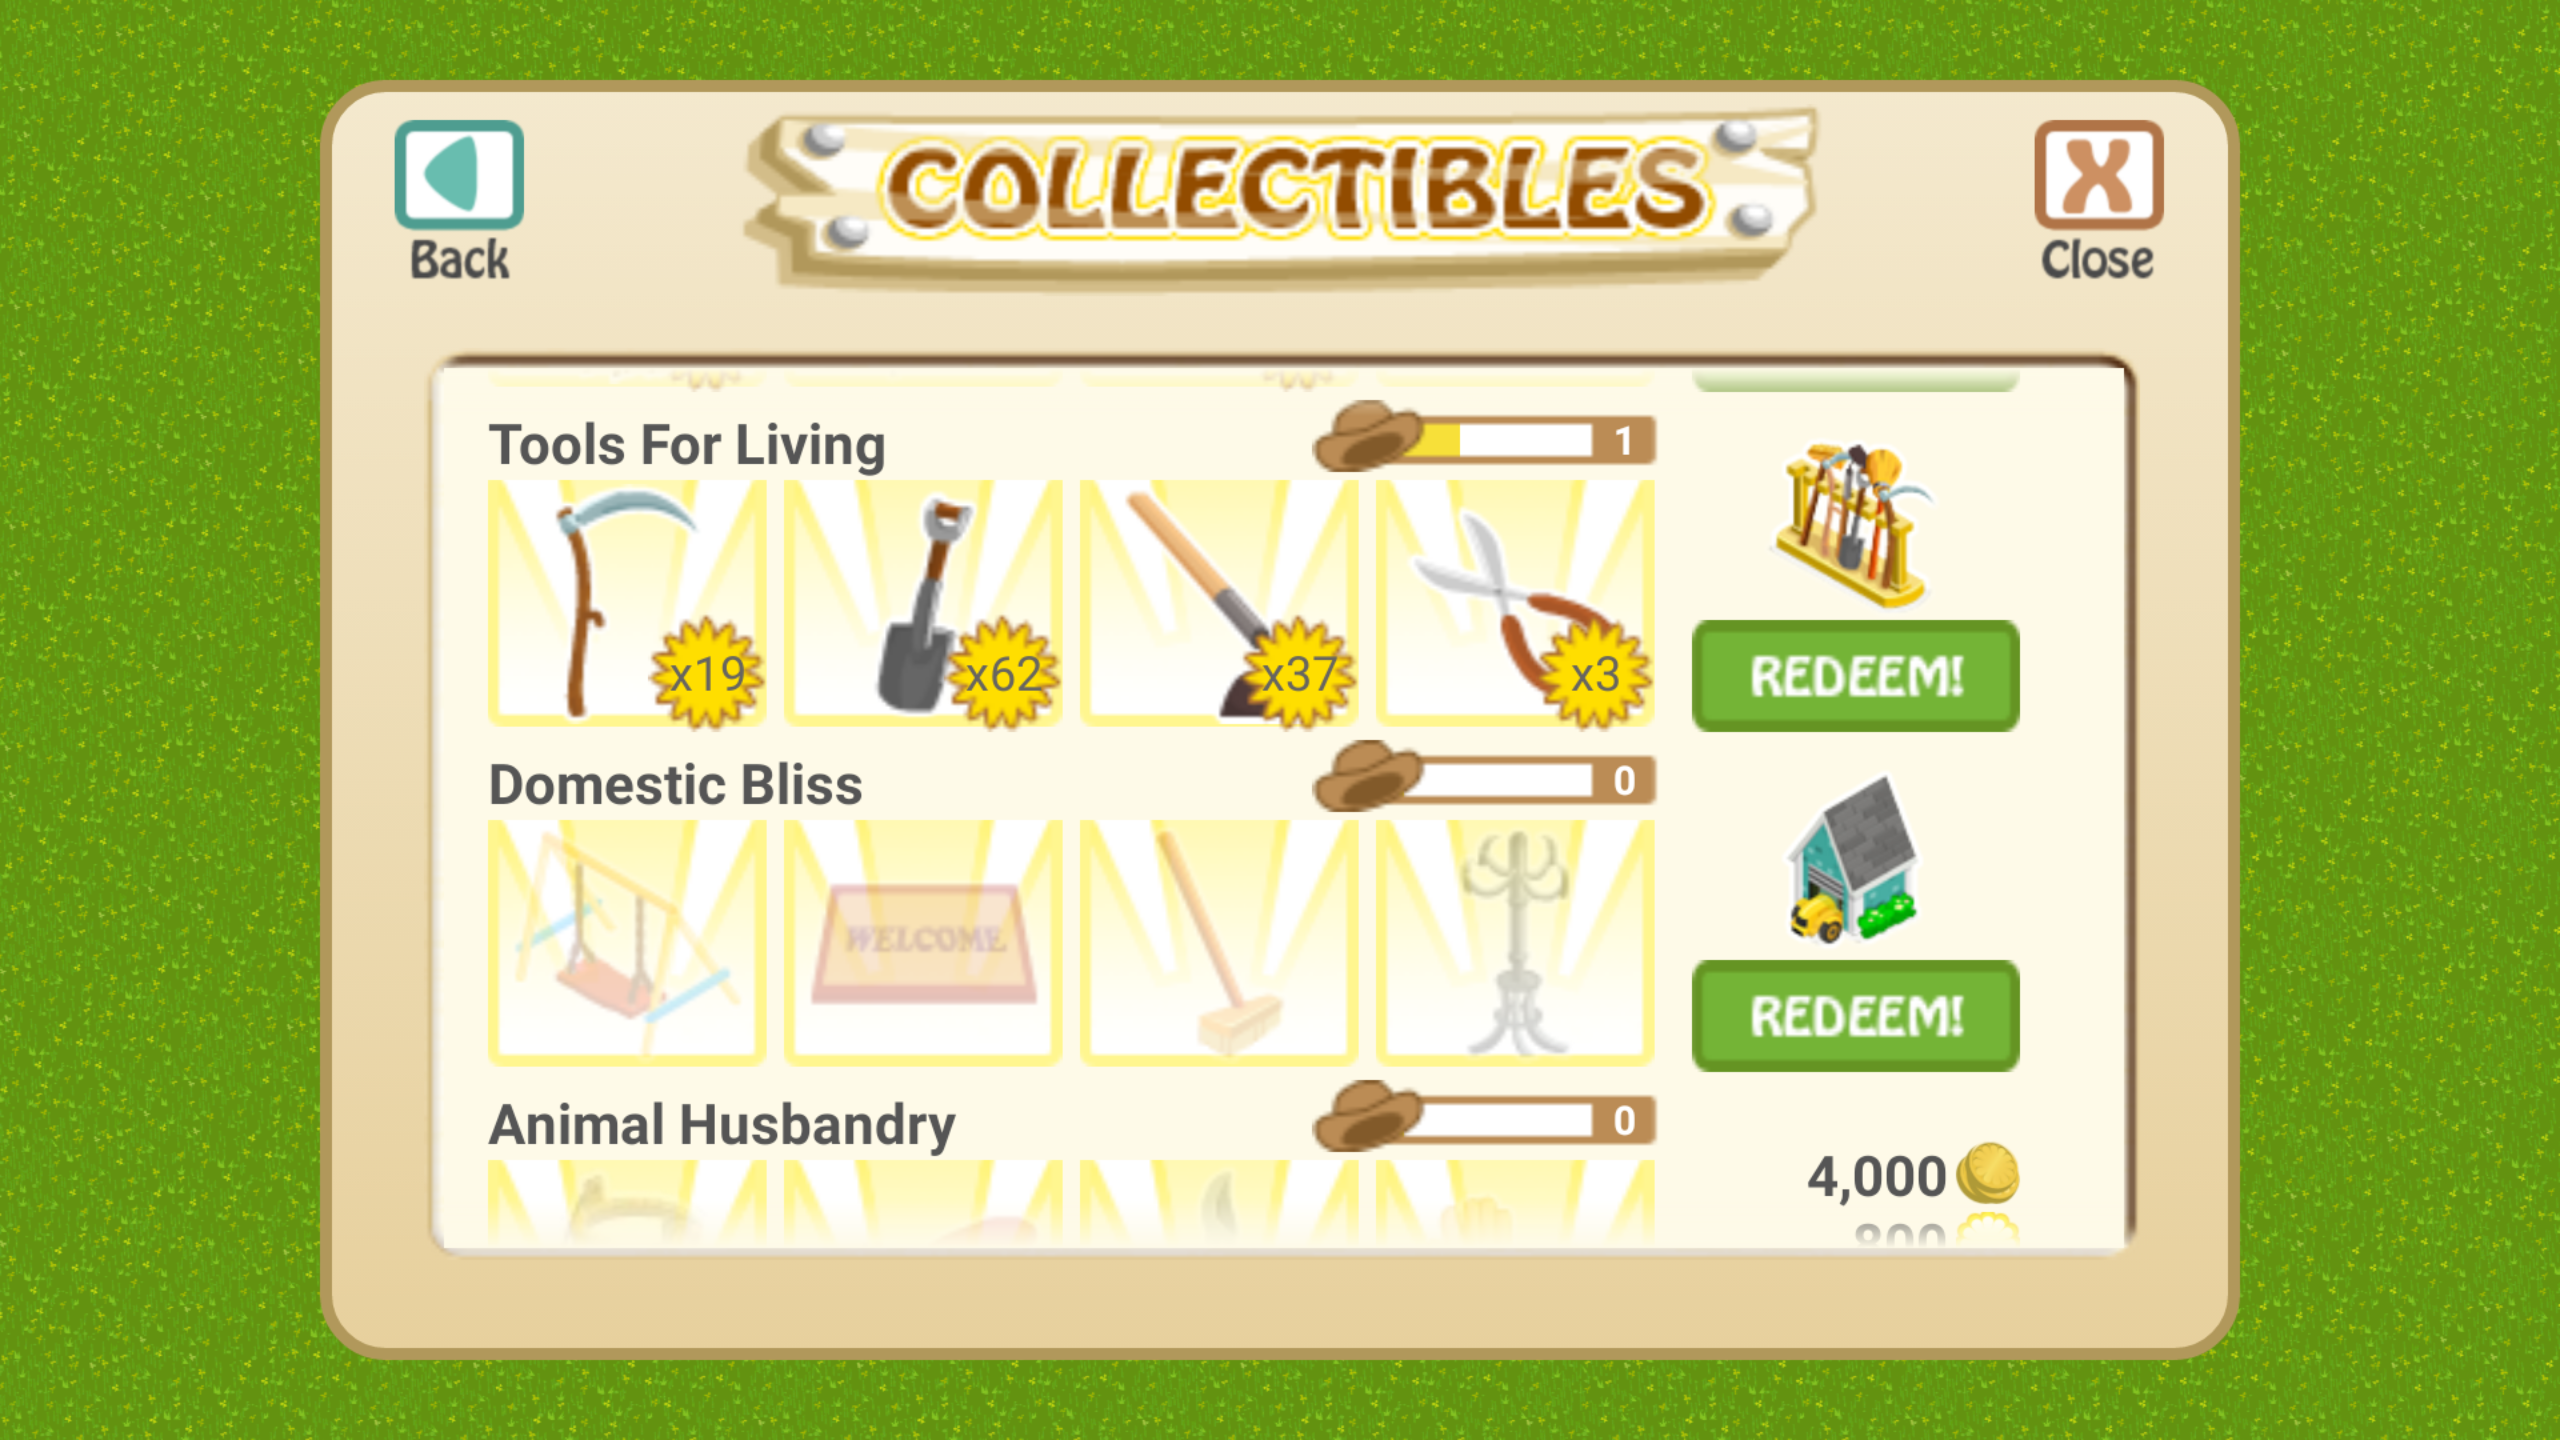 COLLECTIBLES
Back
Close
Tools For Living
1
x19
x62
x37
x3
REDEEM!
Domestic Bliss
0
WELCOME
REDEEM!
Animal Husbandry
0
4,000
800